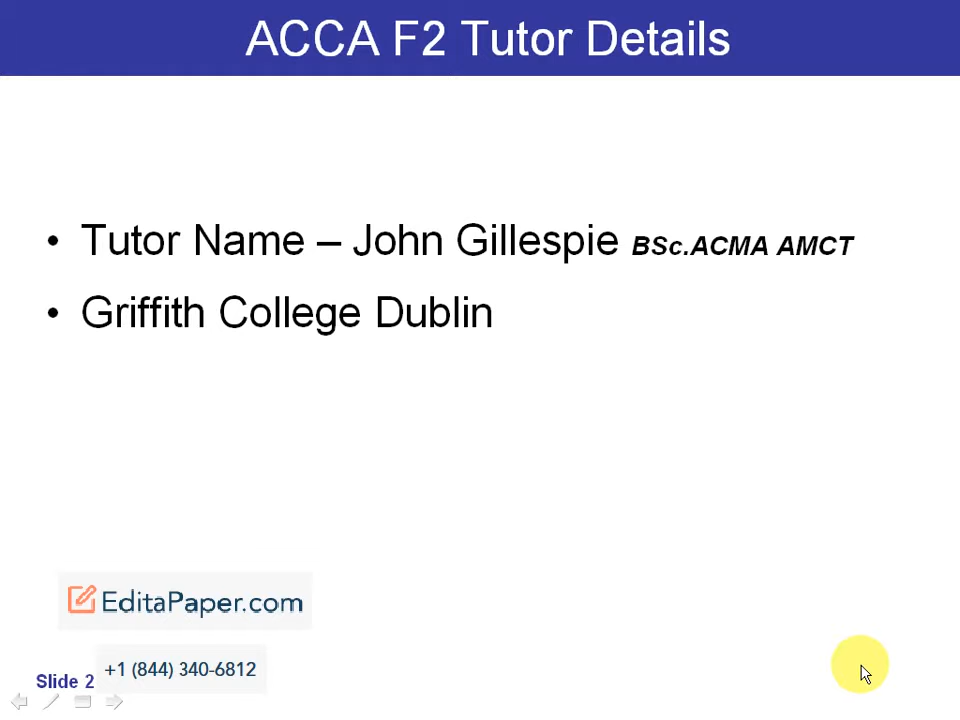 ACCA F2 Tutor Details
• Tutor Name – John Gillespie BSc.ACMA AMCT
• Griffith College Dublin
EditaPaper.com
+1 (844) 340-6812
Slide 2